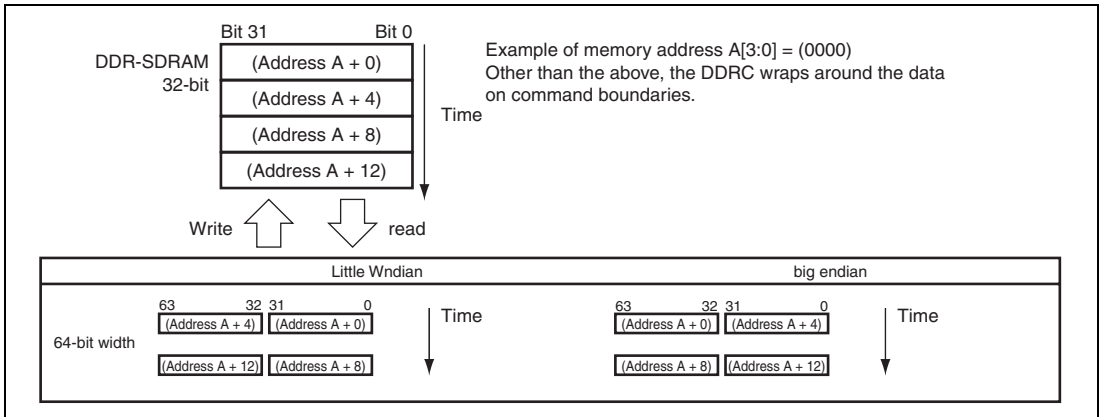 Bit 31 Bit 0
DDR-SDRAM
32-bit
(Address A + 0)
(Address A + 4)
(Address A + 8)
(Address A + 12)
Time
Example of memory address A[3:0] = (0000)
Other than the above, the DDRC wraps around the data
on command boundaries.
Write read
Little Wndian big endian
64-bit width
63 32 31 0
(Address A + 4) (Address A + 0)
(Address A + 12) (Address A + 8)
Time
63 32 31 0
(Address A + 0) (Address A + 4)
(Address A + 8) (Address A + 12)
Time